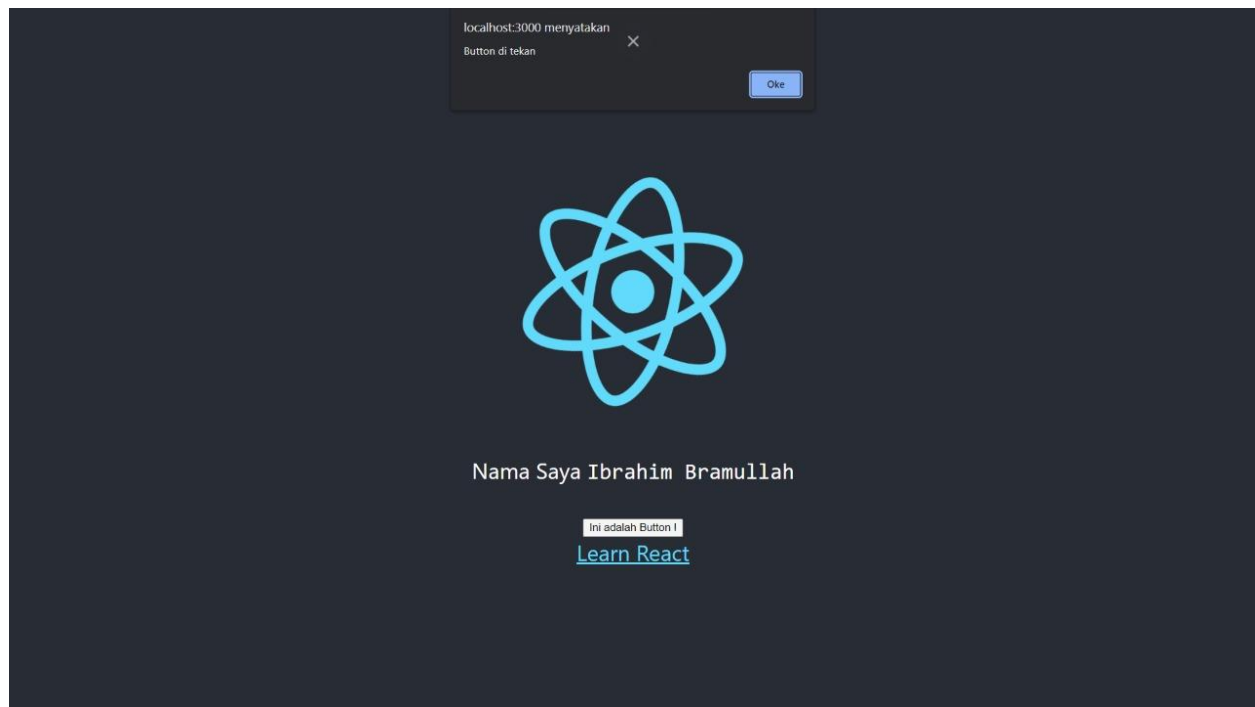 localhost:3000 menyatakan
Button di tekan
Oke
Nama Saya Ibrahim Bramullah
Ini adalah Button !
Learn React